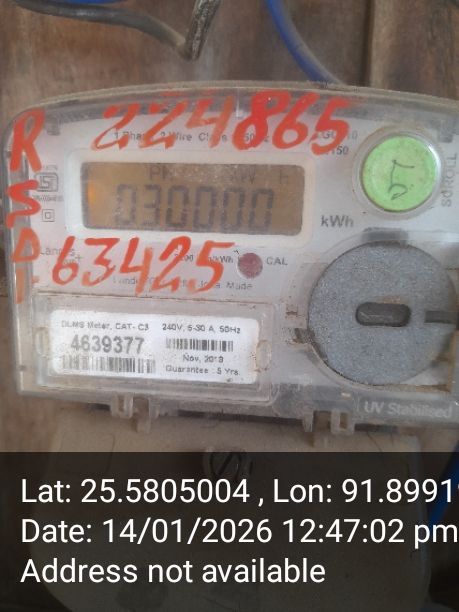 R 224865
S
D
I 63425
1 Phase 2 Wire
030000
kWh
SCROLL
CAL
Mode
DLMS Meter, CAT- C3 240V, 5-30 A, 50Hz
4639377
Nov, 2019
Guarantee : 5 Yrs.
UV Stabilised
Lat: 25.5805004 , Lon: 91.8991
Date: 14/01/2026 12:47:02 pm
Address not available